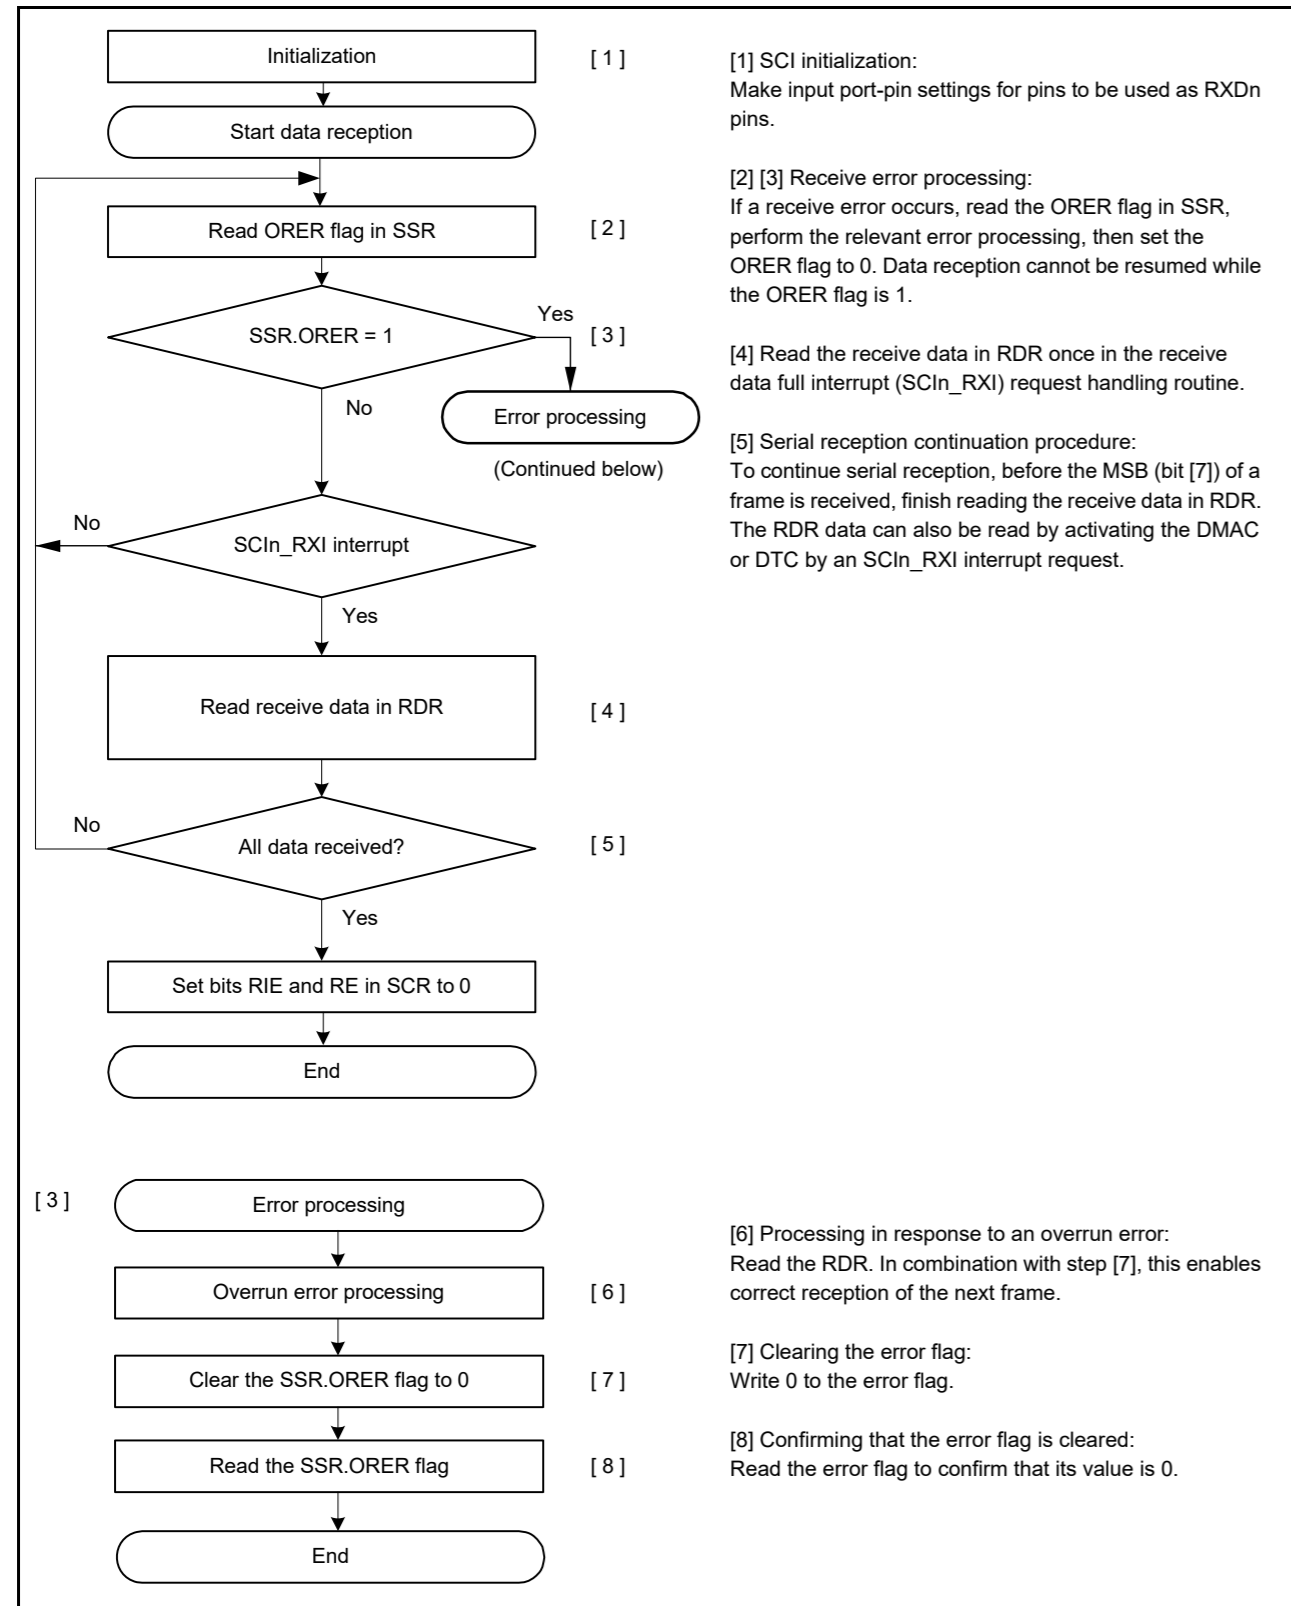 Initialization
[ 1 ]
Start data reception
Read ORER flag in SSR
[ 2 ]
SSR.ORER = 1
Yes
[ 3 ]
No
Error processing
(Continued below)
No
SCIn_RXI interrupt
Yes
Read receive data in RDR
[ 4 ]
No
All data received?
[ 5 ]
Yes
Set bits RIE and RE in SCR to 0
End
[1] SCI initialization:
Make input port-pin settings for pins to be used as RXDn
pins.
[2] [3] Receive error processing:
If a receive error occurs, read the ORER flag in SSR,
perform the relevant error processing, then set the
ORER flag to 0. Data reception cannot be resumed while
the ORER flag is 1.
[4] Read the receive data in RDR once in the receive
data full interrupt (SCIn_RXI) request handling routine.
[5] Serial reception continuation procedure:
To continue serial reception, before the MSB (bit [7]) of a
frame is received, finish reading the receive data in RDR.
The RDR data can also be read by activating the DMAC
or DTC by an SCIn_RXI interrupt request.
[ 3 ]
Error processing
Overrun error processing
[ 6 ]
Clear the SSR.ORER flag to 0
[ 7 ]
Read the SSR.ORER flag
[ 8 ]
End
[6] Processing in response to an overrun error:
Read the RDR. In combination with step [7], this enables
correct reception of the next frame.
[7] Clearing the error flag:
Write 0 to the error flag.
[8] Confirming that the error flag is cleared:
Read the error flag to confirm that its value is 0.